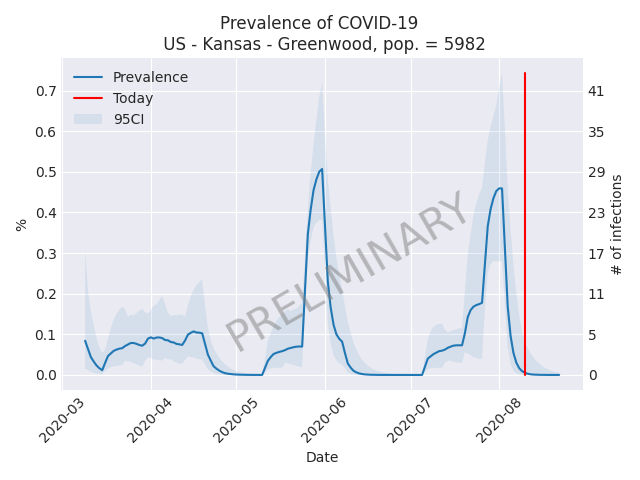 Prevalence of COVID-19
US - Kansas - Greenwood, pop. = 5982
Prevalence
Today
95CI
PRELIMINARY
%
0.7
0.6
0.5
0.4
0.3
0.2
0.1
0.0
41
35
29
23
17
11
5
0
# of infections
2020-03
2020-04
2020-05
2020-06
2020-07
2020-08
Date